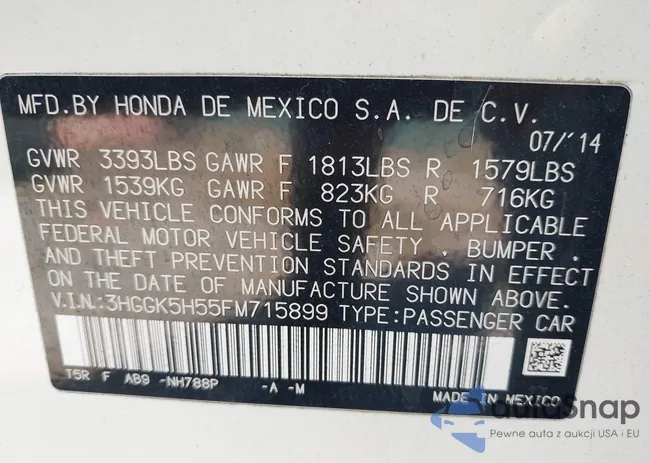 MFD.BY HONDA DE MEXICO S.A. DE C.V.
07/'14
GVWR 3393LBS GAWR F 1813LBS R 1579LBS
GVWR 1539KG GAWR F 823KG R 716KG
THIS VEHICLE CONFORMS TO ALL APPLICABLE
FEDERAL MOTOR VEHICLE SAFETY , BUMPER ,
AND THEFT PREVENTION STANDARDS IN EFFECT
ON THE DATE OF MANUFACTURE SHOWN ABOVE.
V.I.N.:3HGGK5H55FM715899 TYPE:PASSENGER CAR
T5R F AB9 -NH788P -A -M
MADE IN MEXICO
autoSnap
Pewne auta z aukcji USA i EU